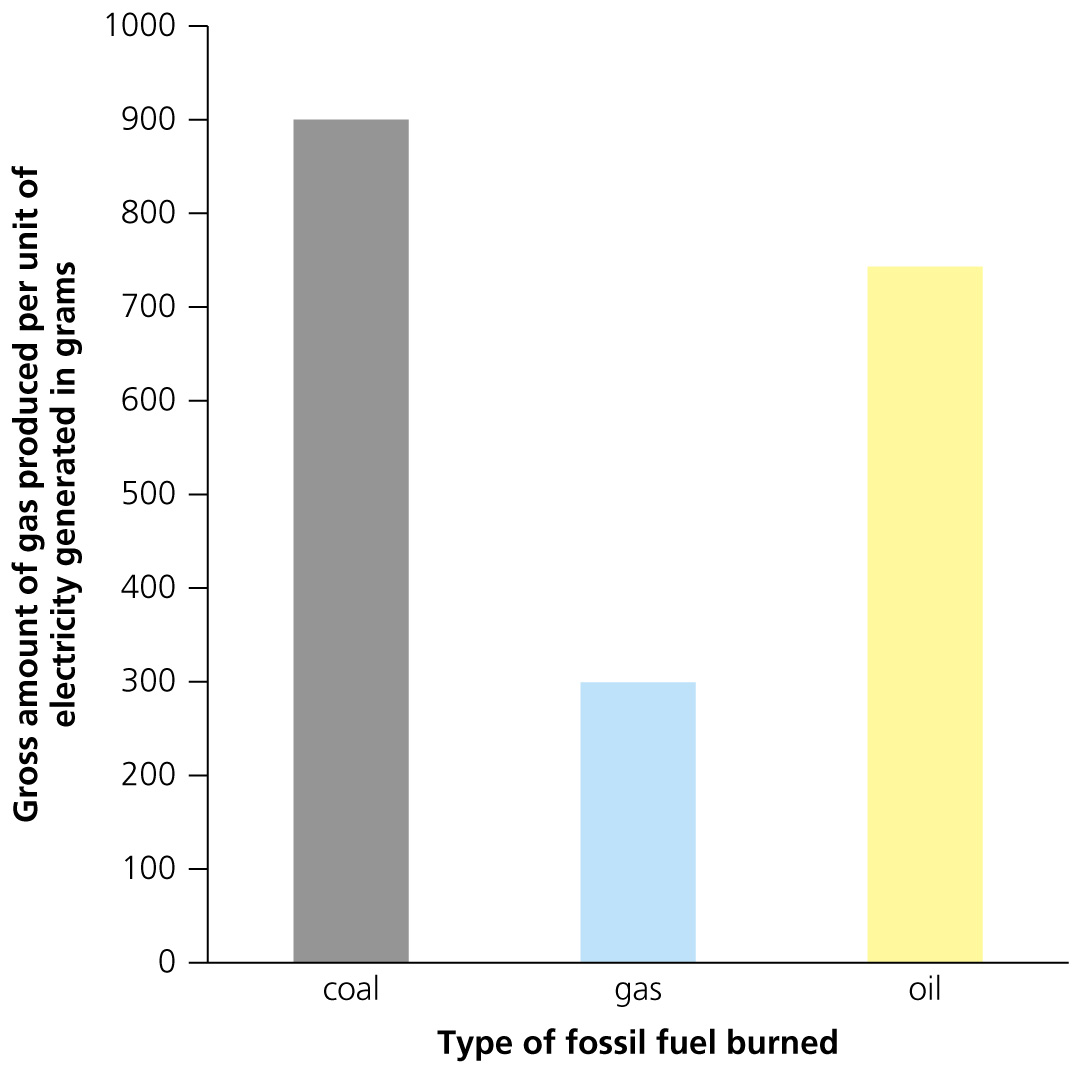 Gross amount of gas produced per unit of
electricity generated in grams
1000
900
800
700
600
500
400
300
200
100
0
coal
gas
oil
Type of fossil fuel burned